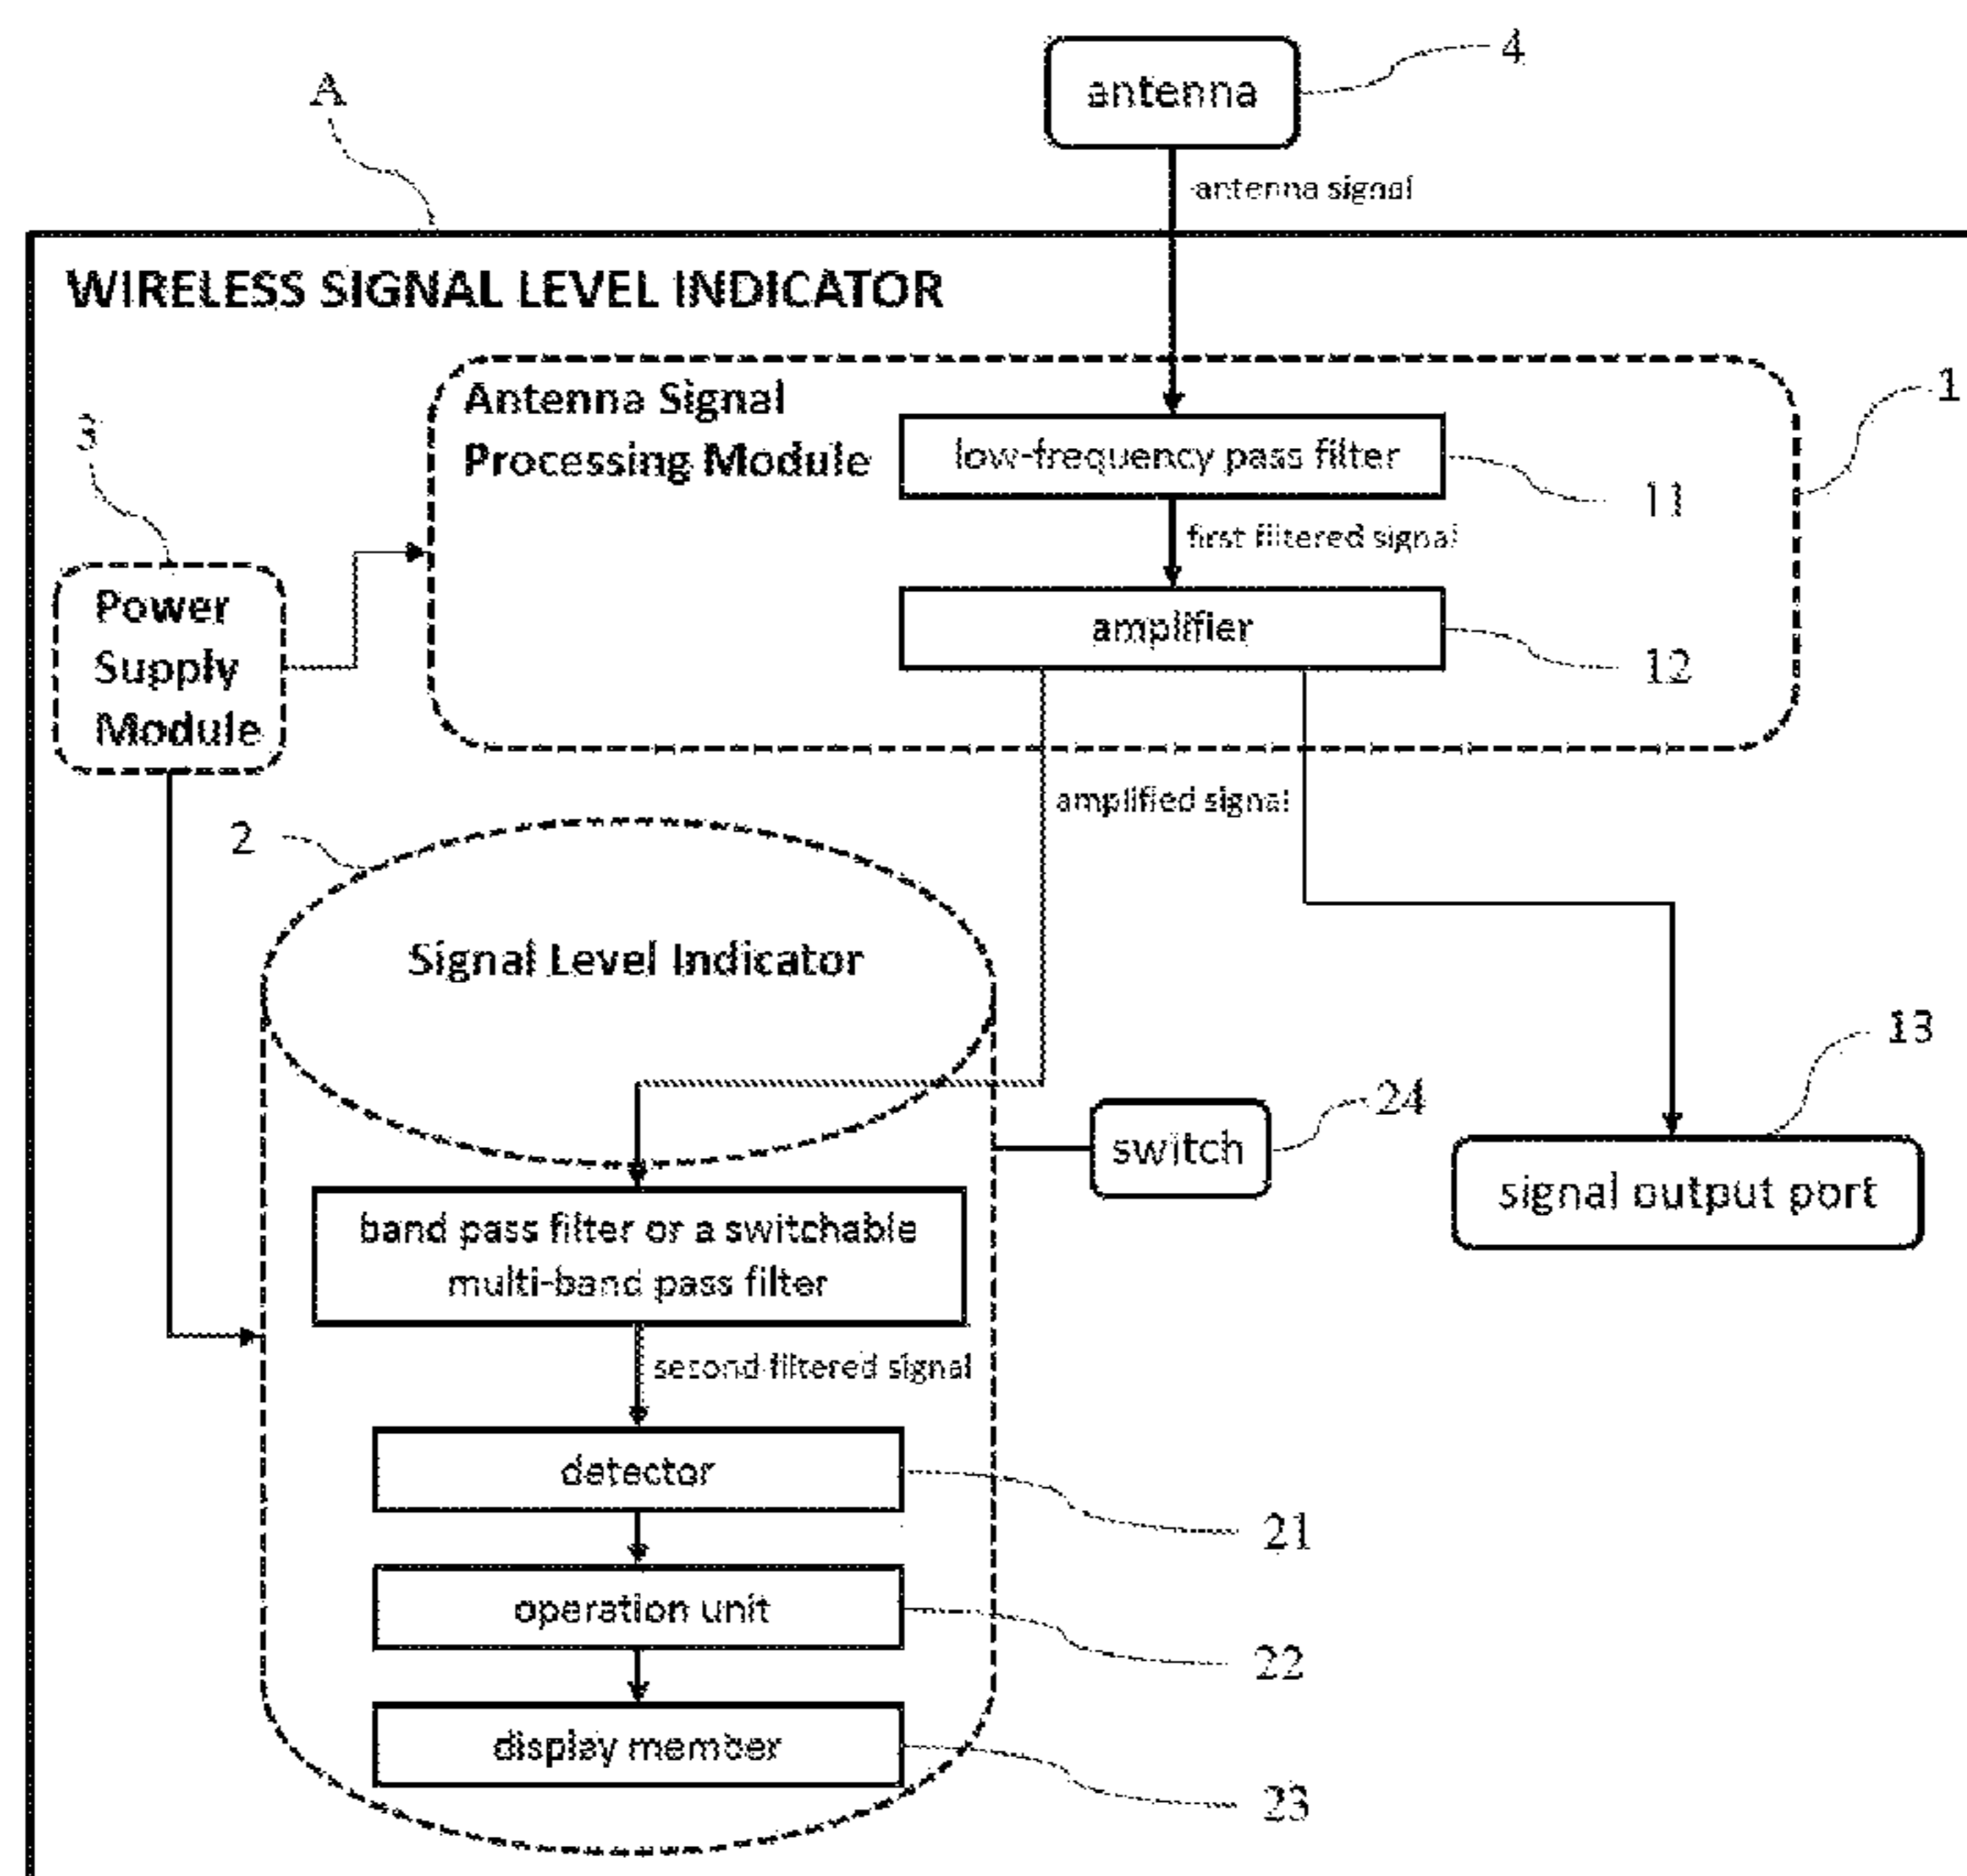 antenna
4
A
antenna signal
WIRELESS SIGNAL LEVEL INDICATOR
Antenna Signal
Processing Module
1
3
low-frequency pass filter
11
first filtered signal
Power
Supply
Module
amplifier
12
amplified signal
2
Signal Level Indicator
13
24
switch
signal output port
band pass filter or a switchable
multi-band pass filter
second filtered signal
detector
21
operation unit
22
display member
23